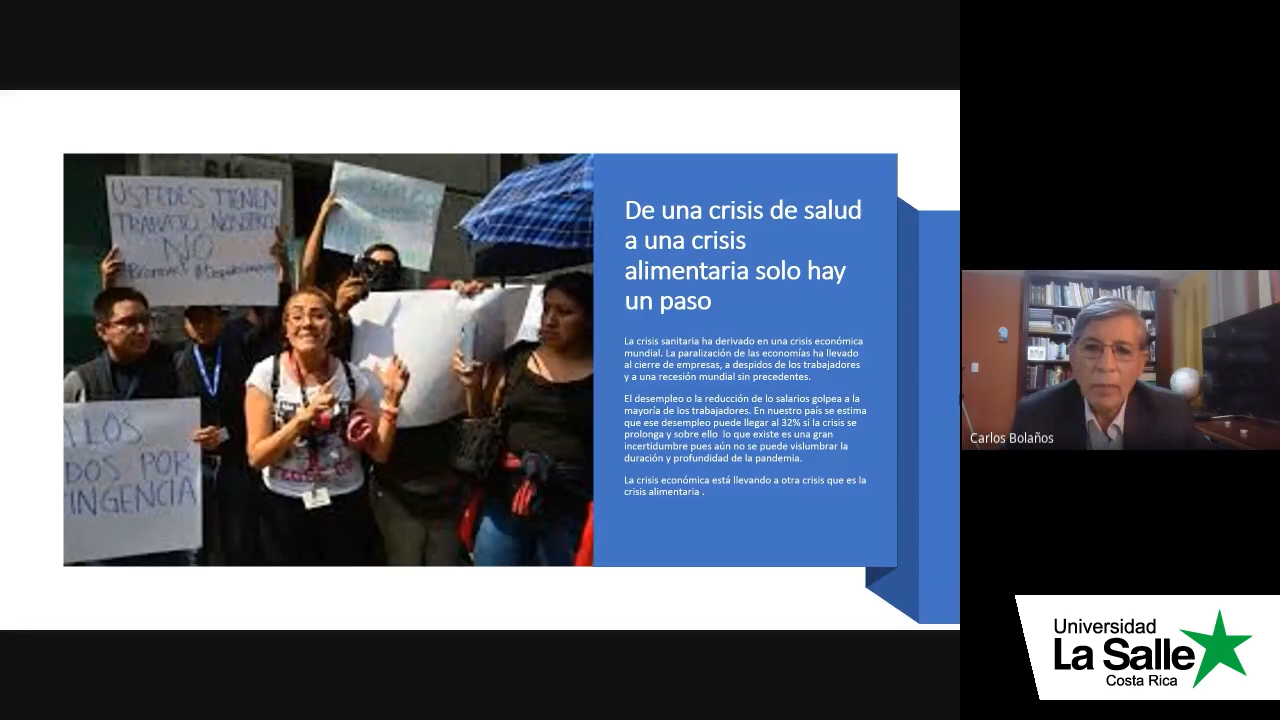 USTEDES TIENEN
TRABAJO NOSOTROS
NO
DOS POR
TINGENCIA
De una crisis de salud
a una crisis
alimentaria solo hay
un paso
La crisis sanitaria ha derivado en una crisis económica
mundial. La paralización de las economías ha llevado
al cierre de empresas, a despidos de los trabajadores
y a una recesión mundial sin precedentes.
El desempleo o la reducción de lo salarios golpea a la
mayoría de los trabajadores. En nuestro país se estima
que ese desempleo puede llegar al 32% si la crisis se
prolonga y sobre ello lo que existe es una gran
incertidumbre pues aún no se puede vislumbrar la
duración y profundidad de la pandemia.
La crisis económica está llevando a otra crisis que es la
crisis alimentaria .
Carlos Bolaños
Universidad
La Salle
Costa Rica